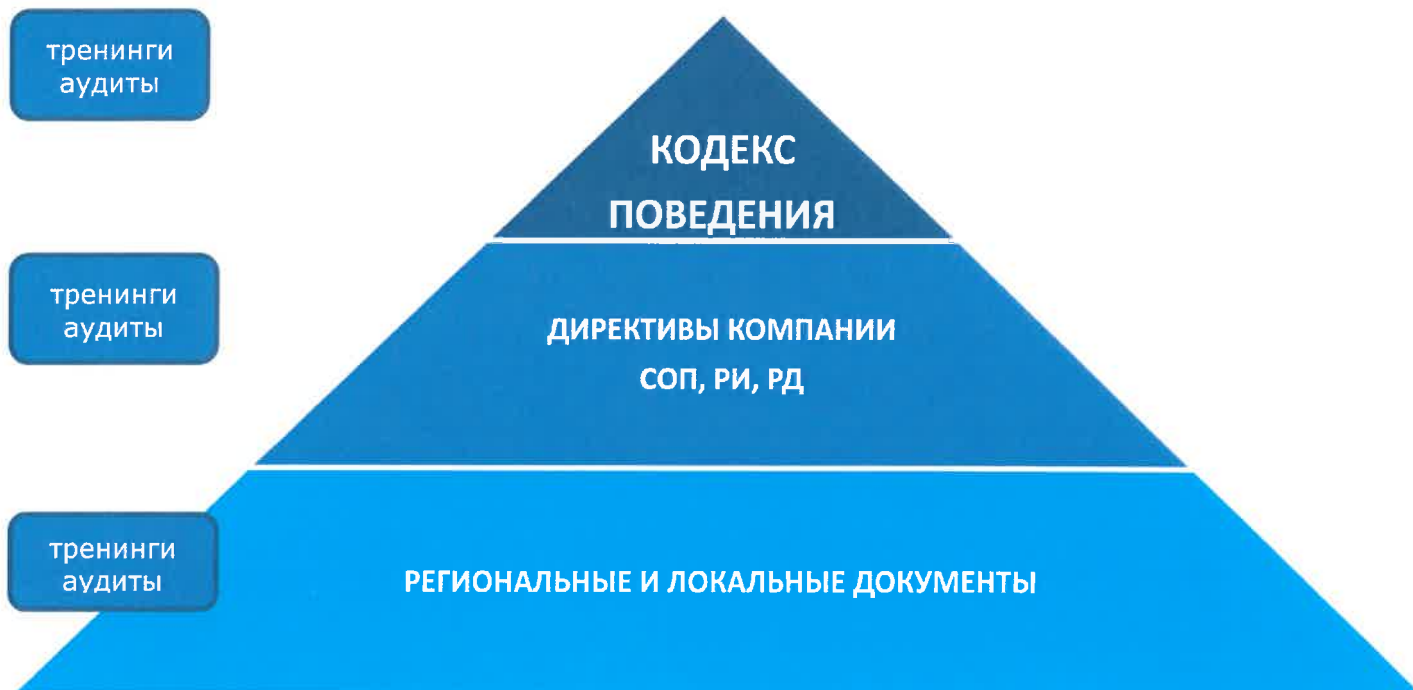 тренинги
аудиты
КОДЕКС
ПОВЕДЕНИЯ
тренинги
аудиты
ДИРЕКТИВЫ КОМПАНИИ
СОП, РИ, РД
тренинги
аудиты
РЕГИОНАЛЬНЫЕ И ЛОКАЛЬНЫЕ ДОКУМЕНТЫ